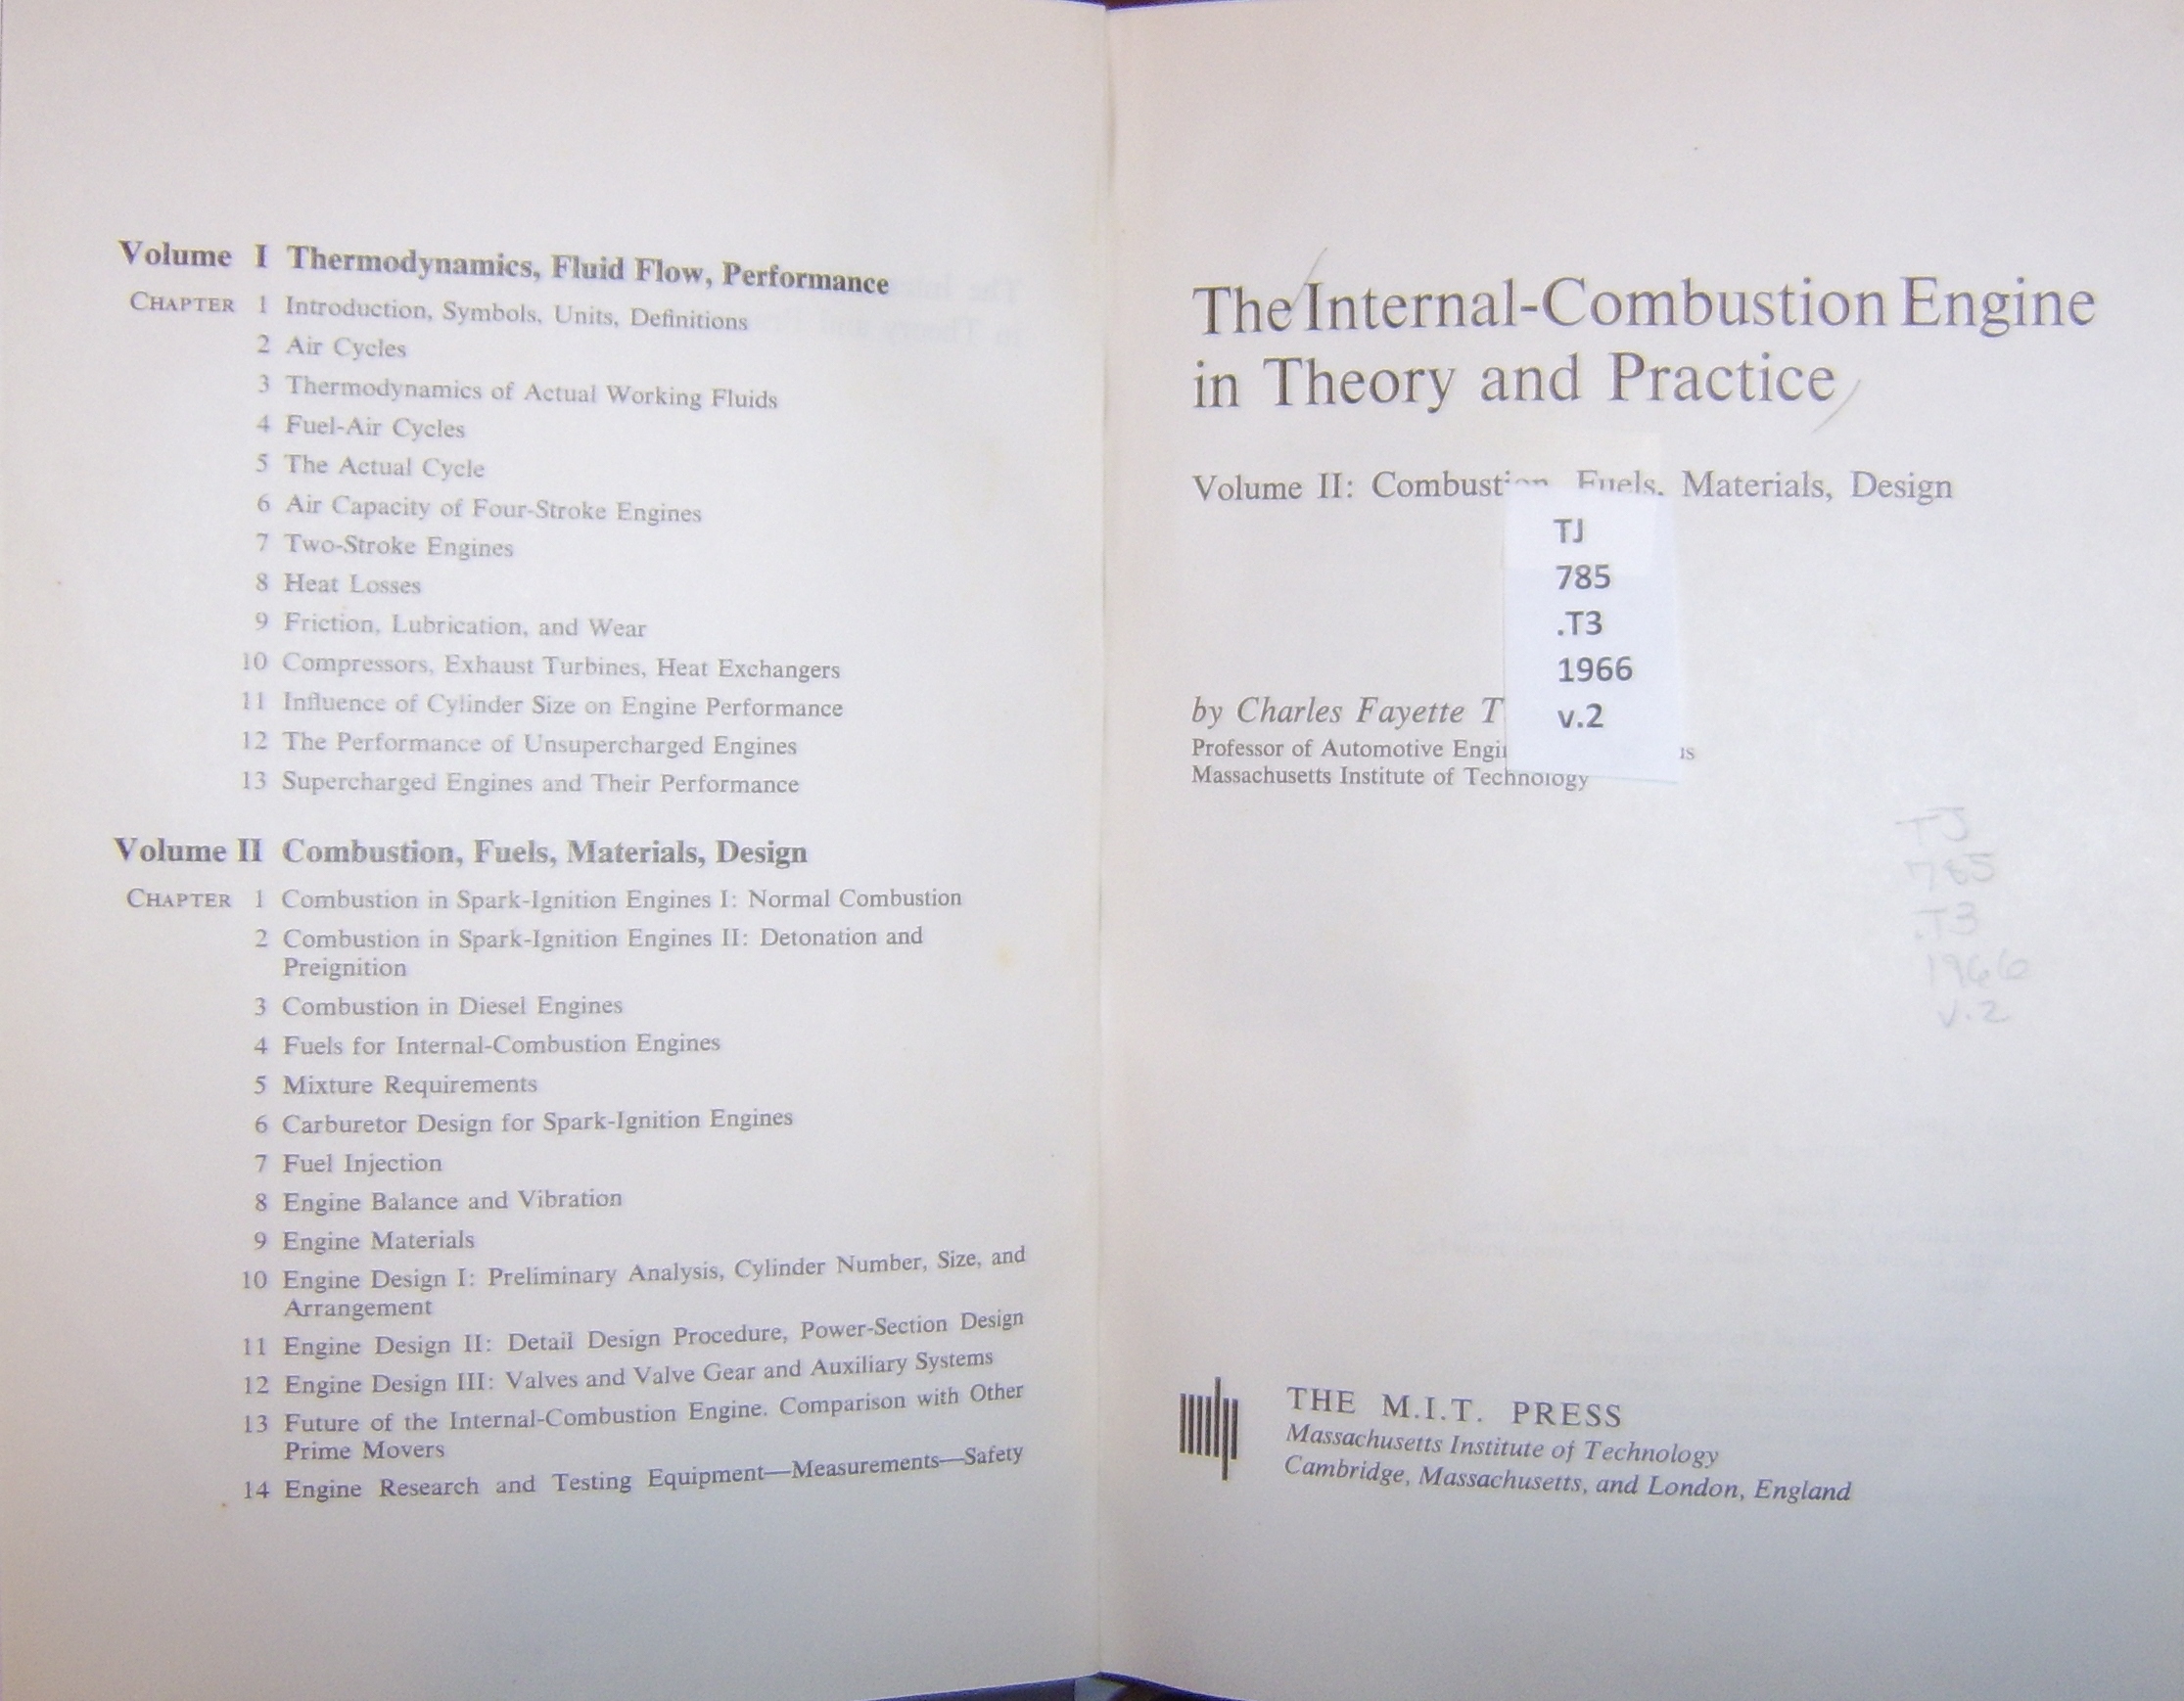 Volume I Thermodynamics, Fluid Flow, Performance
CHAPTER 1 Introduction, Symbols, Units, Definitions
2 Air Cycles
3 Thermodynamics of Actual Working Fluids
4 Fuel-Air Cycles
5 The Actual Cycle
6 Air Capacity of Four-Stroke Engines
7 Two-Stroke Engines
8 Heat Losses
9 Friction, Lubrication, and Wear
10 Compressors, Exhaust Turbines, Heat Exchangers
11 Influence of Cylinder Size on Engine Performance
12 The Performance of Unsupercharged Engines
13 Supercharged Engines and Their Performance
Volume II Combustion, Fuels, Materials, Design
CHAPTER 1 Combustion in Spark-Ignition Engines I: Normal Combustion
2 Combustion in Spark-Ignition Engines II: Detonation and
Preignition
3 Combustion in Diesel Engines
4 Fuels for Internal-Combustion Engines
5 Mixture Requirements
6 Carburetor Design for Spark-Ignition Engines
7 Fuel Injection
8 Engine Balance and Vibration
9 Engine Materials
10 Engine Design I: Preliminary Analysis, Cylinder Number, Size, and
Arrangement
11 Engine Design II: Detail Design Procedure, Power-Section Design
12 Engine Design III: Valves and Valve Gear and Auxiliary Systems
13 Future of the Internal-Combustion Engine. Comparison with Other
Prime Movers
14 Engine Research and Testing Equipment—Measurements—Safety
The Internal-Combustion Engine
in Theory and Practice
Volume II: Combustion, Fuels, Materials, Design
TJ
785
.T3
1966
v.2
by Charles Fayette T
Professor of Automotive Engi
Massachusetts Institute of Technology
TJ
785
.T3
1966
v.2
THE M.I.T. PRESS
Massachusetts Institute of Technology
Cambridge, Massachusetts, and London, England